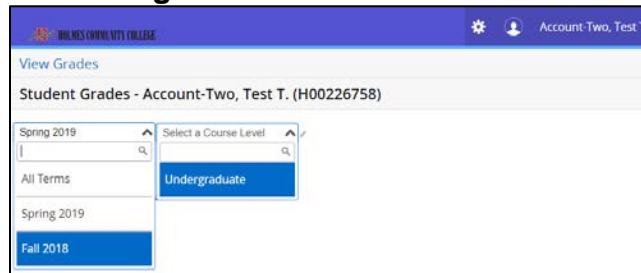 HOLMES COMMUNITY COLLEGE
Account-Two, Test T
View Grades
Student Grades - Account-Two, Test T. (H00226758)
Spring 2019
Select a Course Level
All Terms
Undergraduate
Spring 2019
Fall 2018